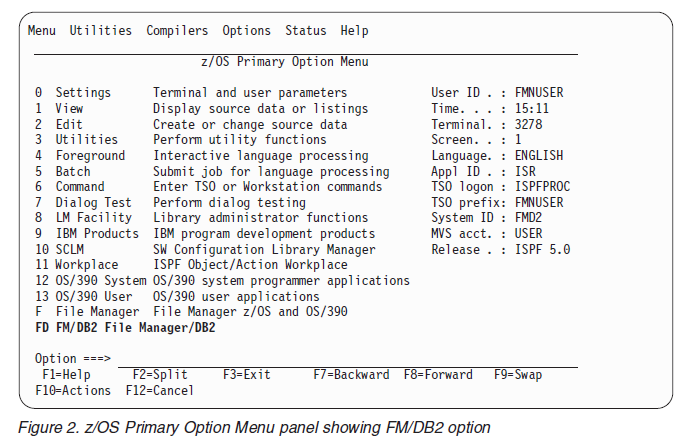 Menu Utilities Compilers Options Status Help
z/OS Primary Option Menu
0 Settings Terminal and user parameters User ID . : FMNUSER
1 View Display source data or listings Time. . . : 15:11
2 Edit Create or change source data Terminal. : 3278
3 Utilities Perform utility functions Screen. . : 1
4 Foreground Interactive language processing Language. : ENGLISH
5 Batch Submit job for language processing Appl ID . : ISR
6 Command Enter TSO or Workstation commands TSO logon : ISPFPROC
7 Dialog Test Perform dialog testing TSO prefix: FMNUSER
8 LM Facility Library administrator functions System ID : FMD2
9 IBM Products IBM program development products MVS acct. : USER
10 SCLM SW Configuration Library Manager Release . : ISPF 5.0
11 Workplace ISPF Object/Action Workplace
12 OS/390 System OS/390 system programmer applications
13 OS/390 User OS/390 user applications
F File Manager File Manager z/OS and OS/390
FD FM/DB2 File Manager/DB2
Option ===>
F1=Help F2=Split F3=Exit F7=Backward F8=Forward F9=Swap
F10=Actions F12=Cancel
Figure 2. z/OS Primary Option Menu panel showing FM/DB2 option